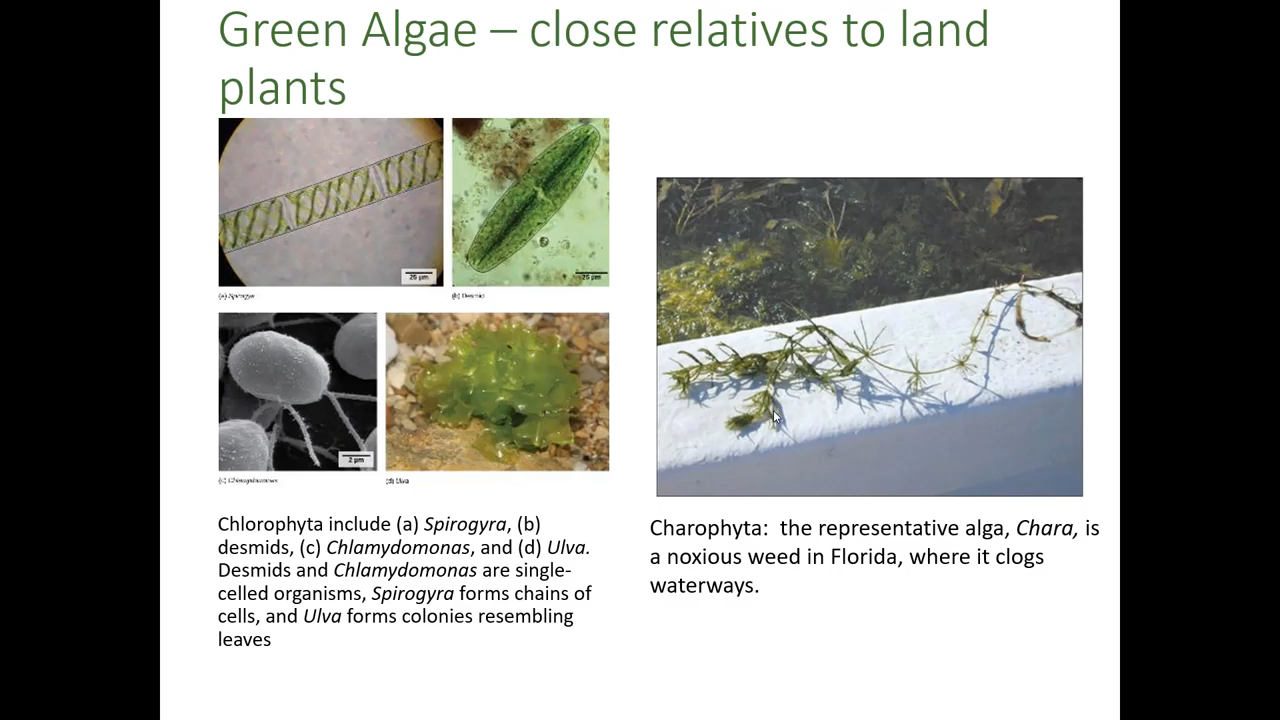 Green Algae – close relatives to land
plants
25 µm
25 µm
(a) Spirogyra
(b) Desmid
2 µm
(c) Chlamydomonas
(d) Ulva
Chlorophyta include (a) Spirogyra, (b)
desmids, (c) Chlamydomonas, and (d) Ulva.
Desmids and Chlamydomonas are single-
celled organisms, Spirogyra forms chains of
cells, and Ulva forms colonies resembling
leaves
Charophyta:  the representative alga, Chara, is
a noxious weed in Florida, where it clogs
waterways.